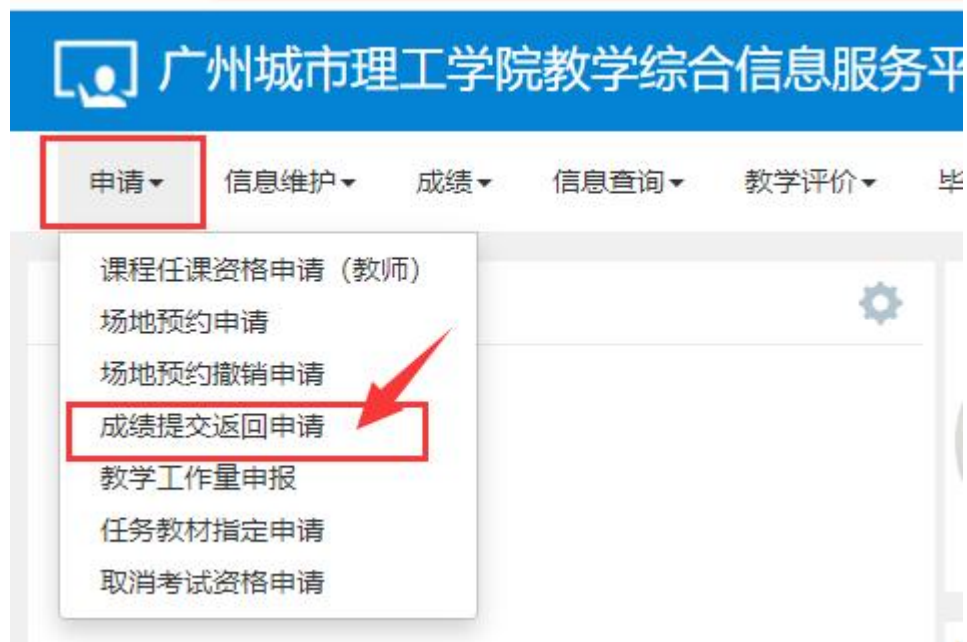 广州城市理工学院教学综合信息服务平
申请 信息维护 成绩 信息查询 教学评价 毕
课程任课资格申请（教师）
场地预约申请
场地预约撤销申请
成绩提交返回申请
教学工作量申报
任务教材指定申请
取消考试资格申请